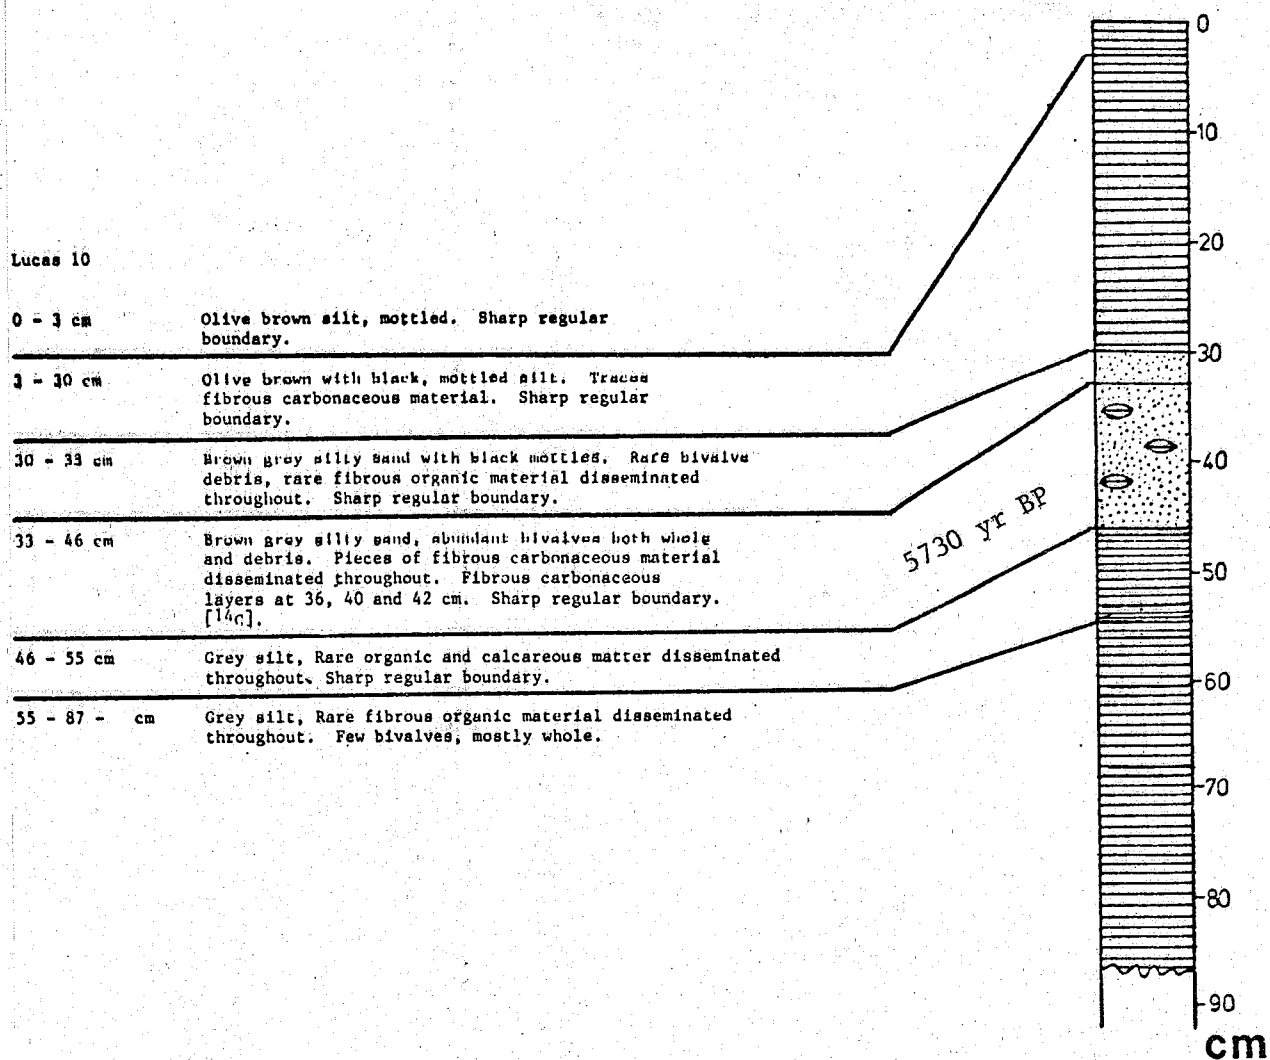 Lucas 10
0 - 3 cm Olive brown silt, mottled. Sharp regular
boundary.
3 - 30 cm Olive brown with black, mottled silt. Traces
fibrous carbonaceous material. Sharp regular
boundary.
30 - 33 cm Brown grey silty sand with black mottles. Rare bivalve
debris, rare fibrous organic material disseminated
throughout. Sharp regular boundary.
33 - 46 cm Brown grey silty sand, abundant bivalves both whole
and debris. Pieces of fibrous carbonaceous material
disseminated throughout. Fibrous carbonaceous
layers at 36, 40 and 42 cm. Sharp regular boundary.
[14C].
46 - 55 cm Grey silt, Rare organic and calcareous matter disseminated
throughout. Sharp regular boundary.
55 - 87 - cm Grey silt, Rare fibrous organic material disseminated
throughout. Few bivalves, mostly whole.
5730 yr BP
0
10
20
30
40
50
60
70
80
90
cm